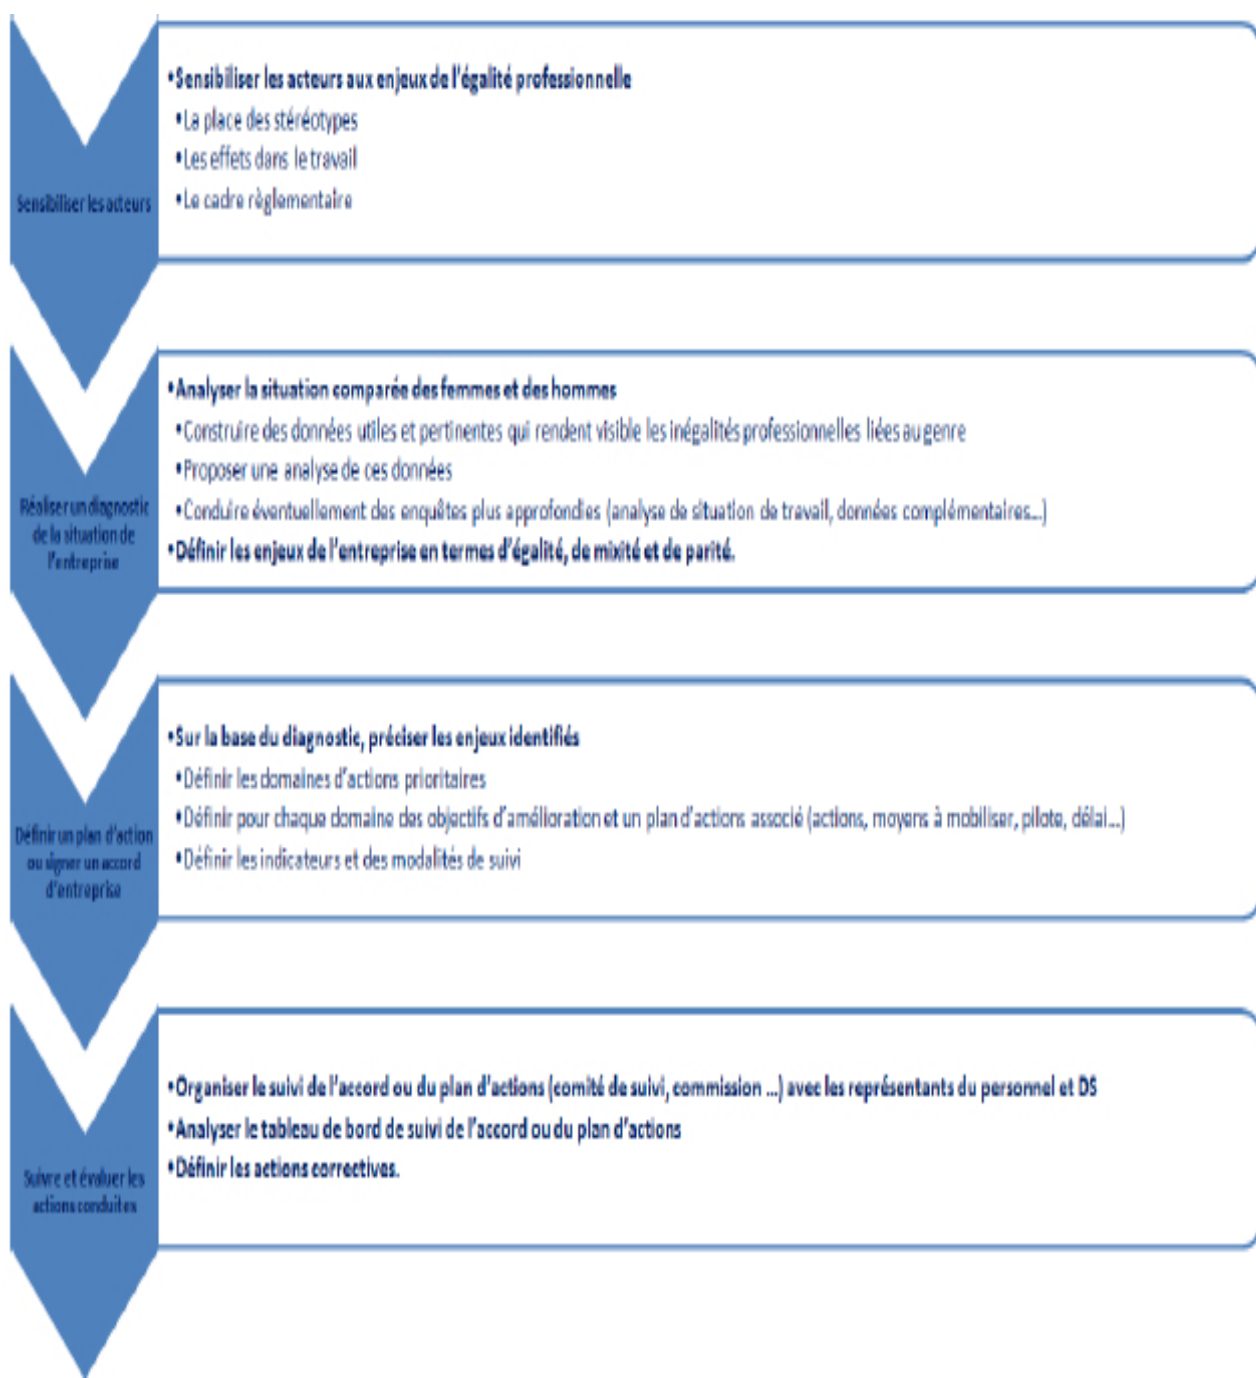 Sensibiliser les acteurs
•Sensibiliser les acteurs aux enjeux de l'égalité professionnelle
•La place des stéréotypes
•Les effets dans le travail
•Le cadre règlementaire
Réaliser un diagnostic
de la situation de
l'entreprise
•Analyser la situation comparée des femmes et des hommes
•Construire des données utiles et pertinentes qui rendent visible les inégalités professionnelles liées au genre
•Proposer une analyse de ces données
•Conduire éventuellement des enquêtes plus approfondies (analyse de situation de travail, données complémentaires...)
•Définir les enjeux de l'entreprise en termes d'égalité, de mixité et de parité.
Définir un plan d'action
ou signer un accord
d'entreprise
•Sur la base du diagnostic, préciser les enjeux identifiés
•Définir les domaines d'actions prioritaires
•Définir pour chaque domaine des objectifs d'amélioration et un plan d'actions associé (actions, moyens à mobiliser, pilote, délai...)
•Définir les indicateurs et des modalités de suivi
Suivre et évaluer les
actions conduites
•Organiser le suivi de l'accord ou du plan d'actions (comité de suivi, commission ...) avec les représentants du personnel et DS
•Analyser le tableau de bord de suivi de l'accord ou du plan d'actions
•Définir les actions correctives.